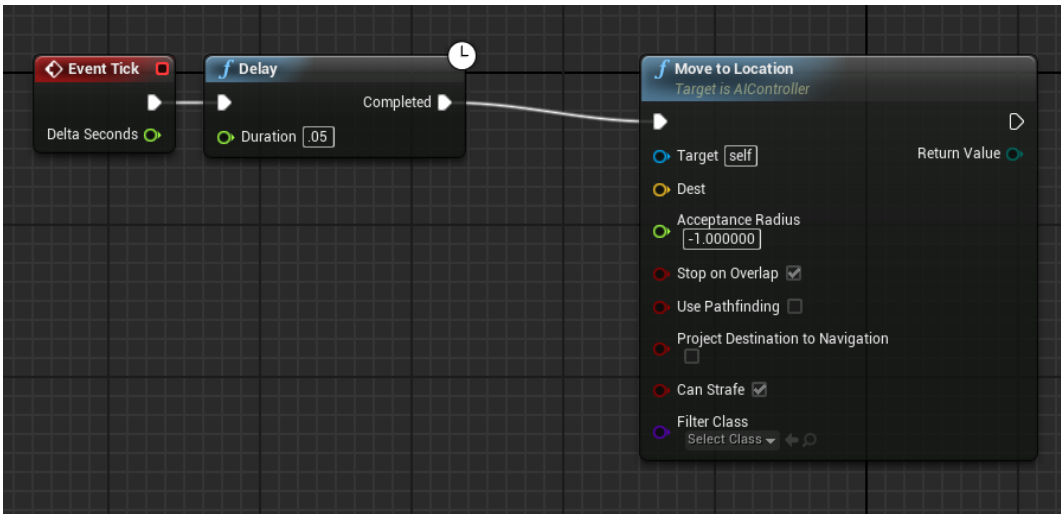 Event Tick
Delta Seconds
Delay
Completed
Duration .05
Move to Location
Target is AIController
Target self
Return Value
Dest
Acceptance Radius
-1.000000
Stop on Overlap
Use Pathfinding
Project Destination to Navigation
Can Strafe
Filter Class
Select Class